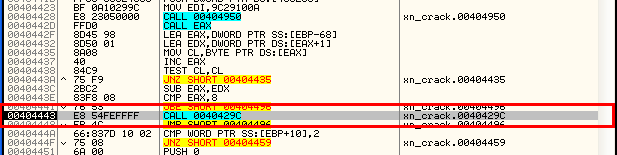 00404423 BF 0A10299C MOV EDI,9C29100A
00404428 E8 23050000 CALL 00404950 xn_crack.00404950
0040442D FFD0 CALL EAX
0040442F 8D45 98 LEA EAX,DWORD PTR SS:[EBP-68]
00404432 8D50 01 LEA EDX,DWORD PTR DS:[EAX+1]
00404435 8A08 MOV CL,BYTE PTR DS:[EAX]
00404437 40 INC EAX
00404438 84C9 TEST CL,CL
0040443A 75 F9 JNZ SHORT 00404435 xn_crack.00404435
0040443C 2BC2 SUB EAX,EDX
0040443E 83F8 08 CMP EAX,8
00404441 76 53 JBE SHORT 00404496 xn_crack.00404496
00404443 E8 54FEFFFF CALL 0040429C xn_crack.0040429C
00404448 EB 4C JMP SHORT 00404496 xn_crack.00404496
0040444A 66:837D 10 02 CMP WORD PTR SS:[EBP+10],2
0040444F 75 08 JNZ SHORT 00404459 xn_crack.00404459
00404451 6A 00 PUSH 0